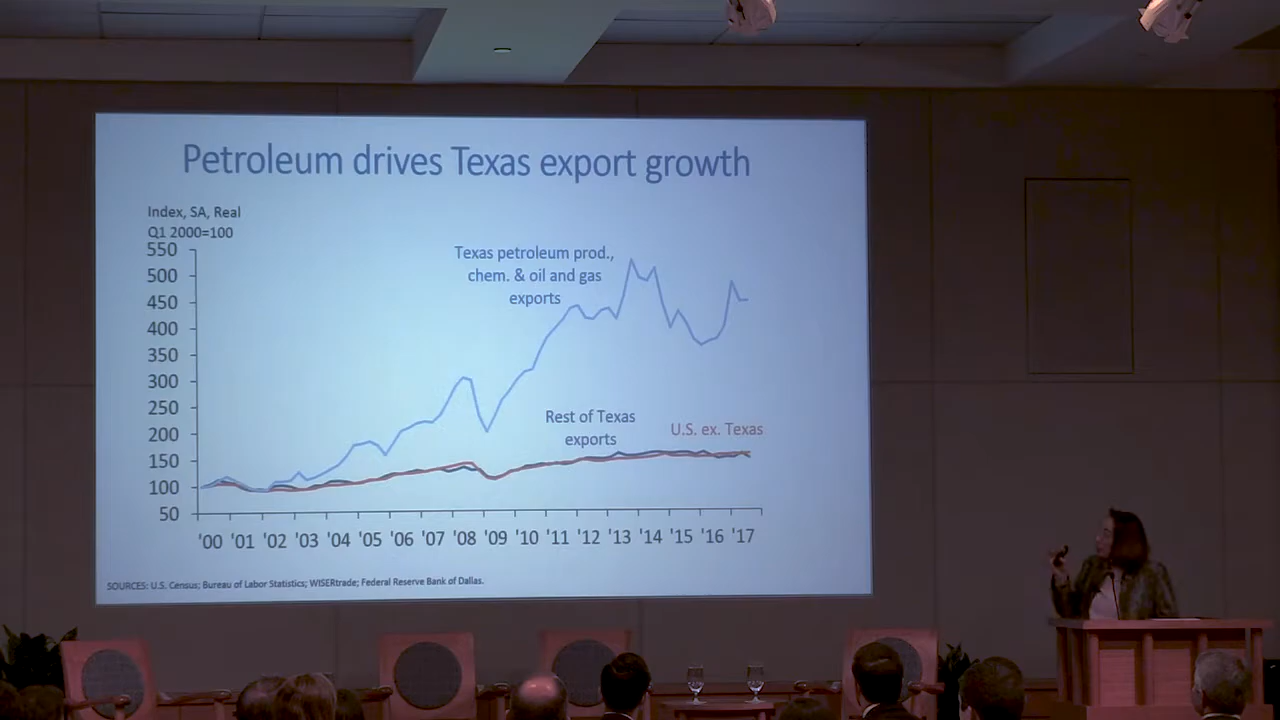 Petroleum drives Texas export growth
Index, SA, Real
Q1 2000=100
550
500
450
400
350
300
250
200
150
100
50
Texas petroleum prod.,
chem. & oil and gas
exports
Rest of Texas
exports
U.S. ex. Texas
'00 '01 '02 '03 '04 '05 '06 '07 '08 '09 '10 '11 '12 '13 '14 '15 '16 '17
SOURCES: U.S. Census; Bureau of Labor Statistics; WISERtrade; Federal Reserve Bank of Dallas.